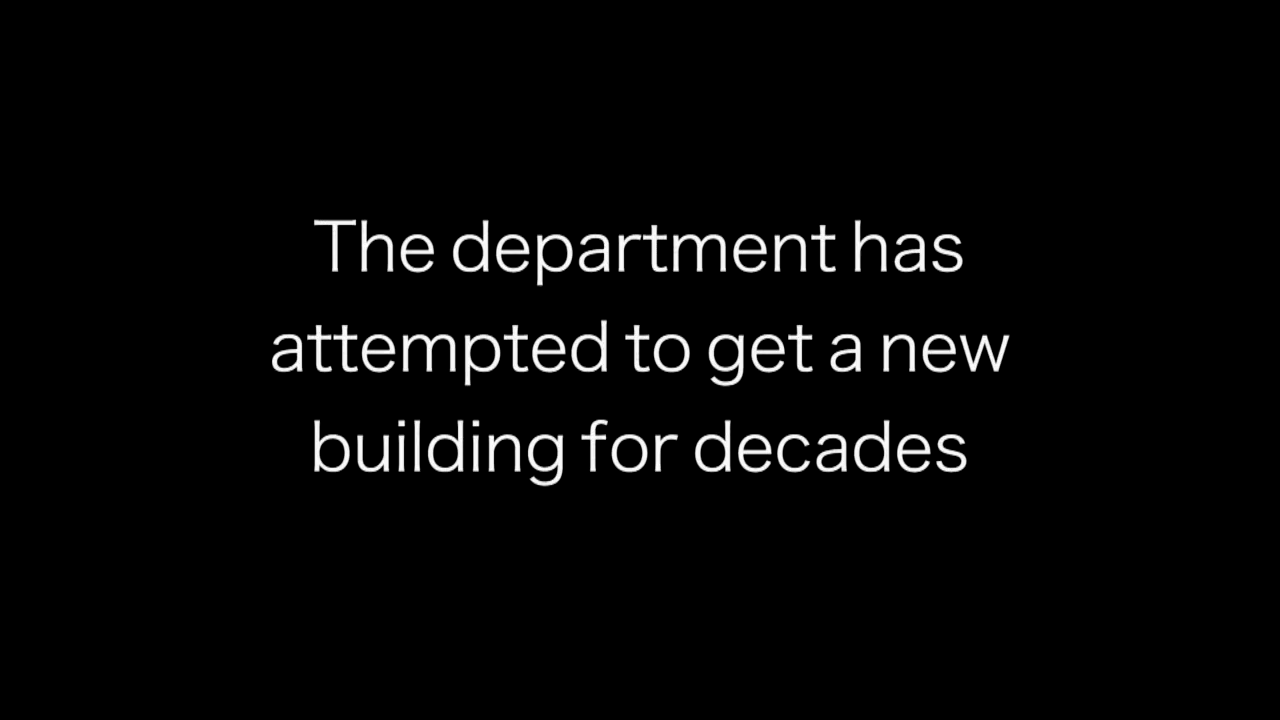 The department has
attempted to get a new
building for decades